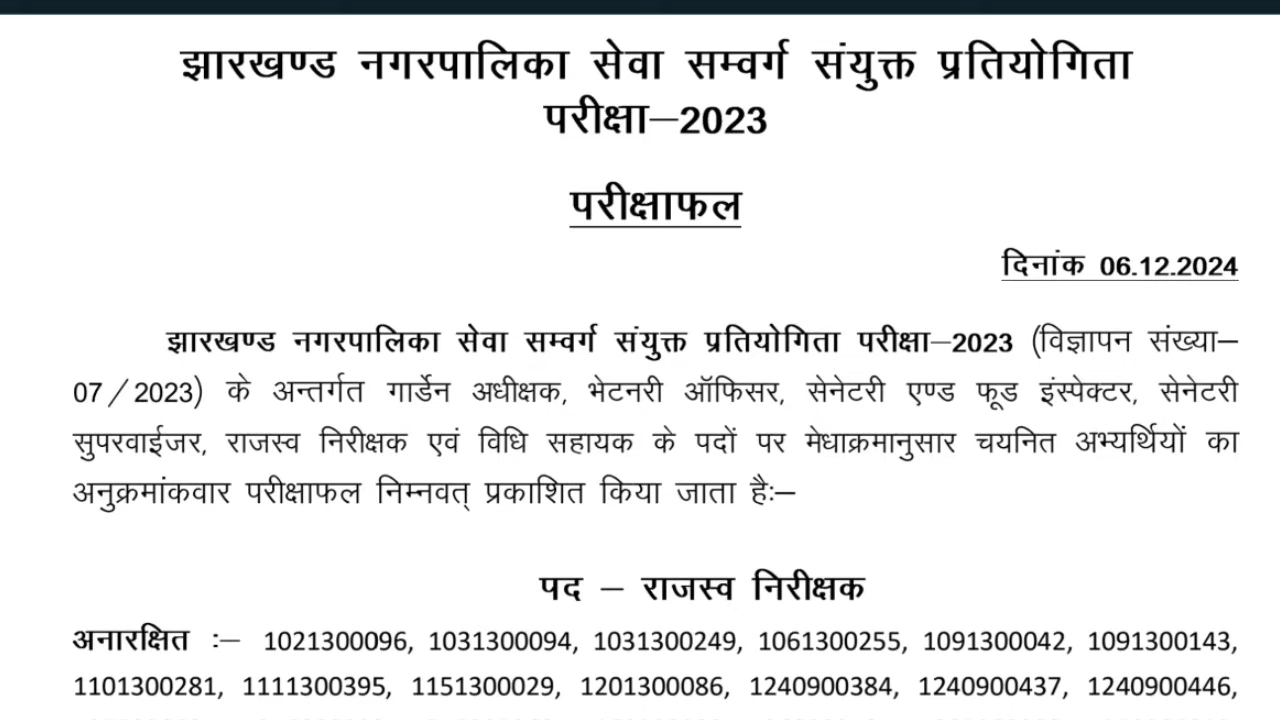 झारखण्ड नगरपालिका सेवा सम्वर्ग संयुक्त प्रतियोगिता
परीक्षा–2023
परीक्षाफल
दिनांक 06.12.2024
झारखण्ड नगरपालिका सेवा सम्वर्ग संयुक्त प्रतियोगिता परीक्षा–2023 (विज्ञापन संख्या–
07/2023) के अन्तर्गत गार्डेन अधीक्षक, भेटनरी ऑफिसर, सेनेटरी एण्ड फूड इंस्पेक्टर, सेनेटरी
सुपरवाईजर, राजस्व निरीक्षक एवं विधि सहायक के पदों पर मेधाक्रमानुसार चयनित अभ्यर्थियों का
अनुक्रमांकवार परीक्षाफल निम्नवत् प्रकाशित किया जाता हैः–
पद – राजस्व निरीक्षक
अनारक्षित :– 1021300096, 1031300094, 1031300249, 1061300255, 1091300042, 1091300143,
1101300281, 1111300395, 1151300029, 1201300086, 1240900384, 1240900437, 1240900446,